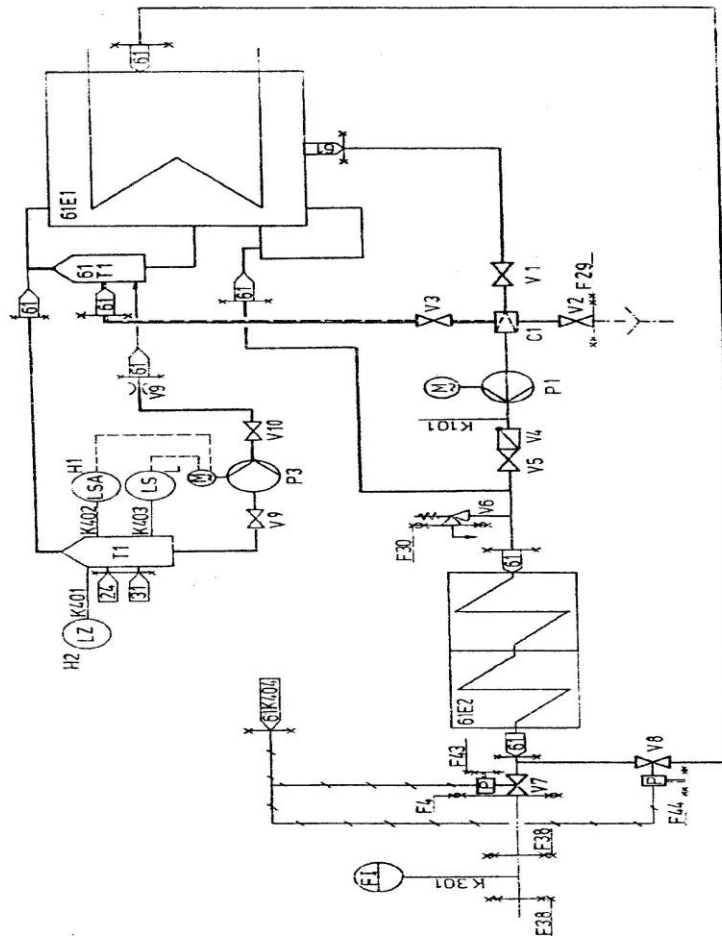 61
61E1
61
61
T1
61
61
61
V9
61
V3
V1
F29
V2
C1
M
P1
K101
V4
V5
H1
LSA
LS
L
M
V10
P3
V9
K402
K403
T1
K401
24
31
LZ
H2
V6
F30
61
61E2
61
61K404
F43
P
V7
F4
V8
P
F44
FI
K301
F38
F38